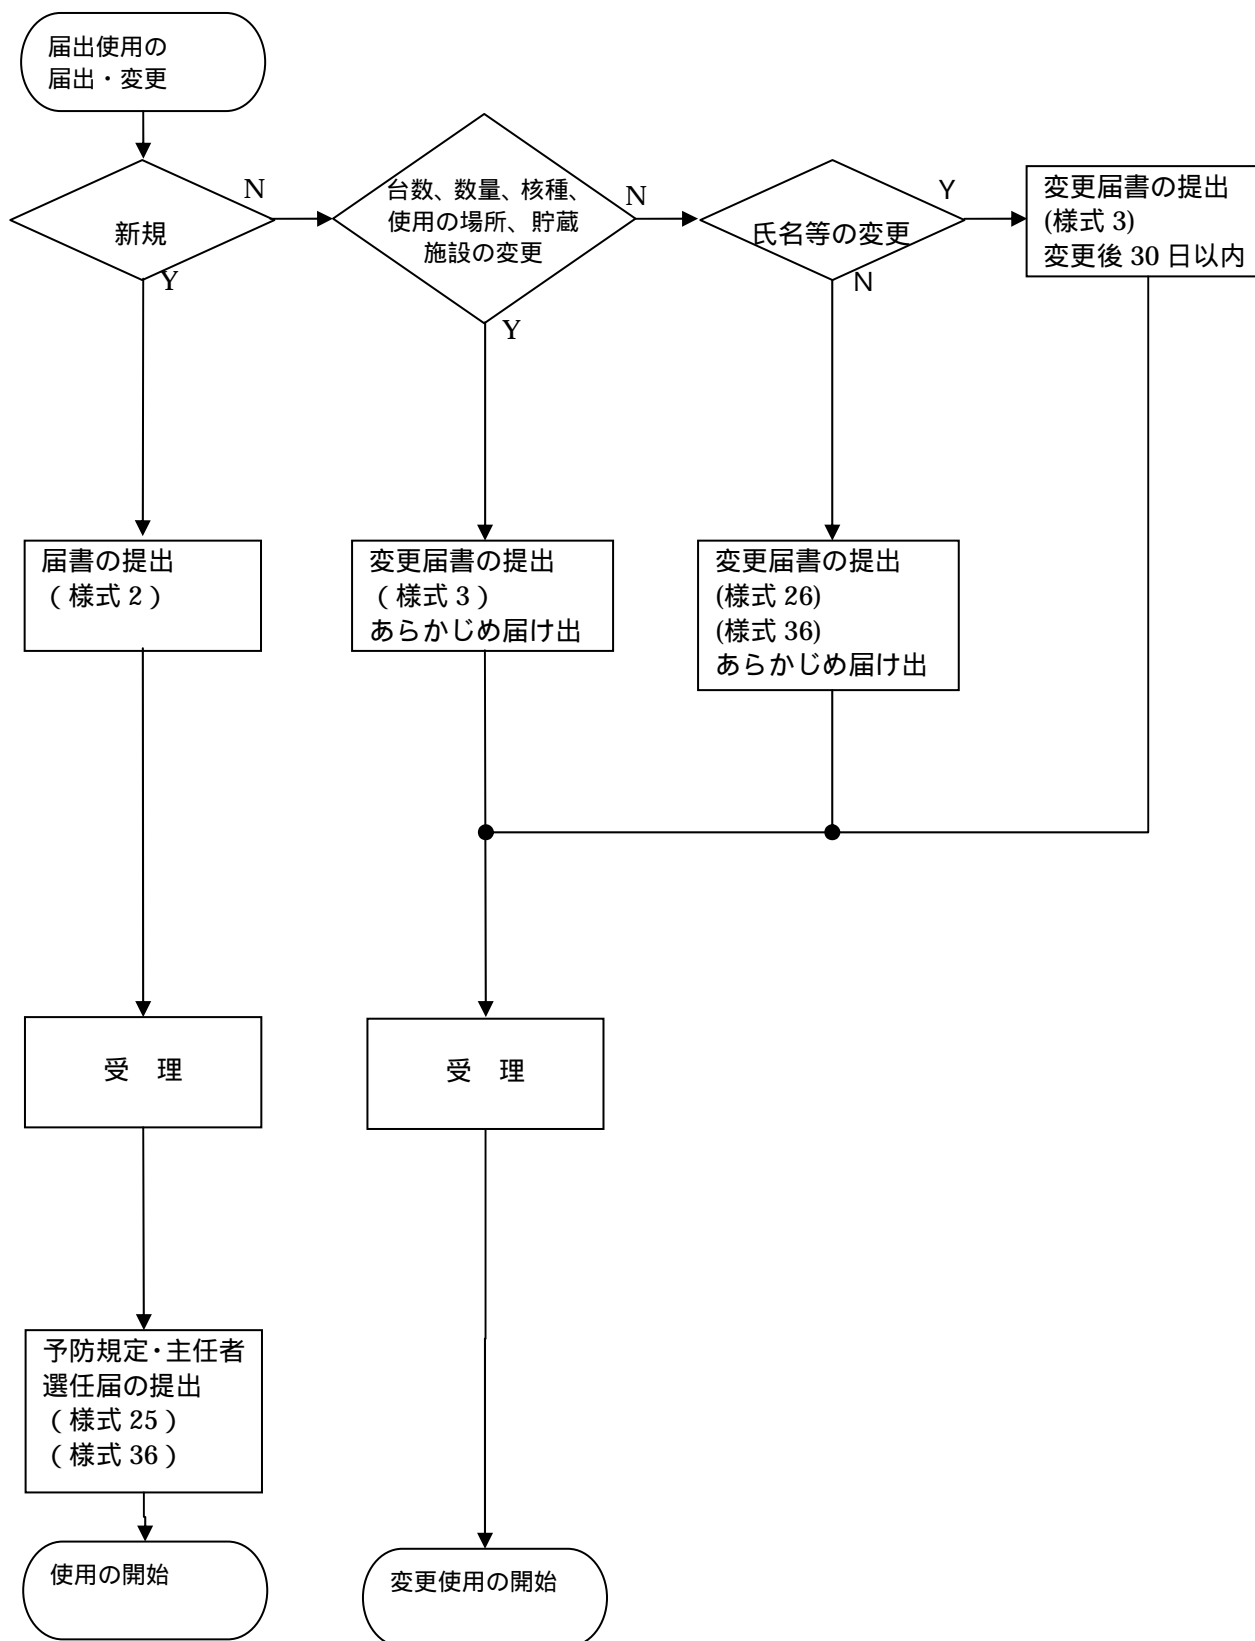 届出使用の
届出・変更
新規
N
Y
台数、数量、核種、
使用の場所、貯蔵
施設の変更
N
Y
氏名等の変更
Y
N
変更届書の提出
(様式 3)
変更後 30 日以内
届書の提出
（様式 2）
変更届書の提出
（様式 3）
あらかじめ届け出
変更届書の提出
(様式 26)
(様式 36)
あらかじめ届け出
受　理
受　理
予防規定・主任者
選任届の提出
（様式 25）
（様式 36）
使用の開始
変更使用の開始